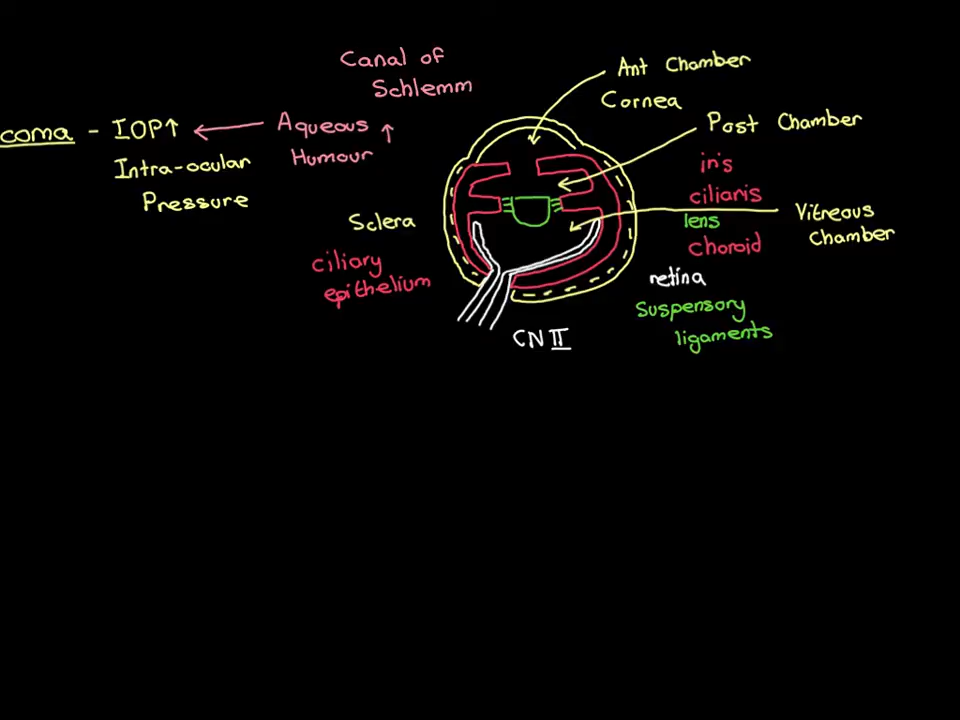 Canal of
Schlemm
Ant Chamber
Cornea
coma - IOP↑ ← Aqueous ↑
Humour
Intra-ocular
Pressure
Post Chamber
iris
ciliaris
lens
Vitreous
Chamber
Sclera
choroid
ciliary
epithelium
retina
Suspensory
ligaments
CN II